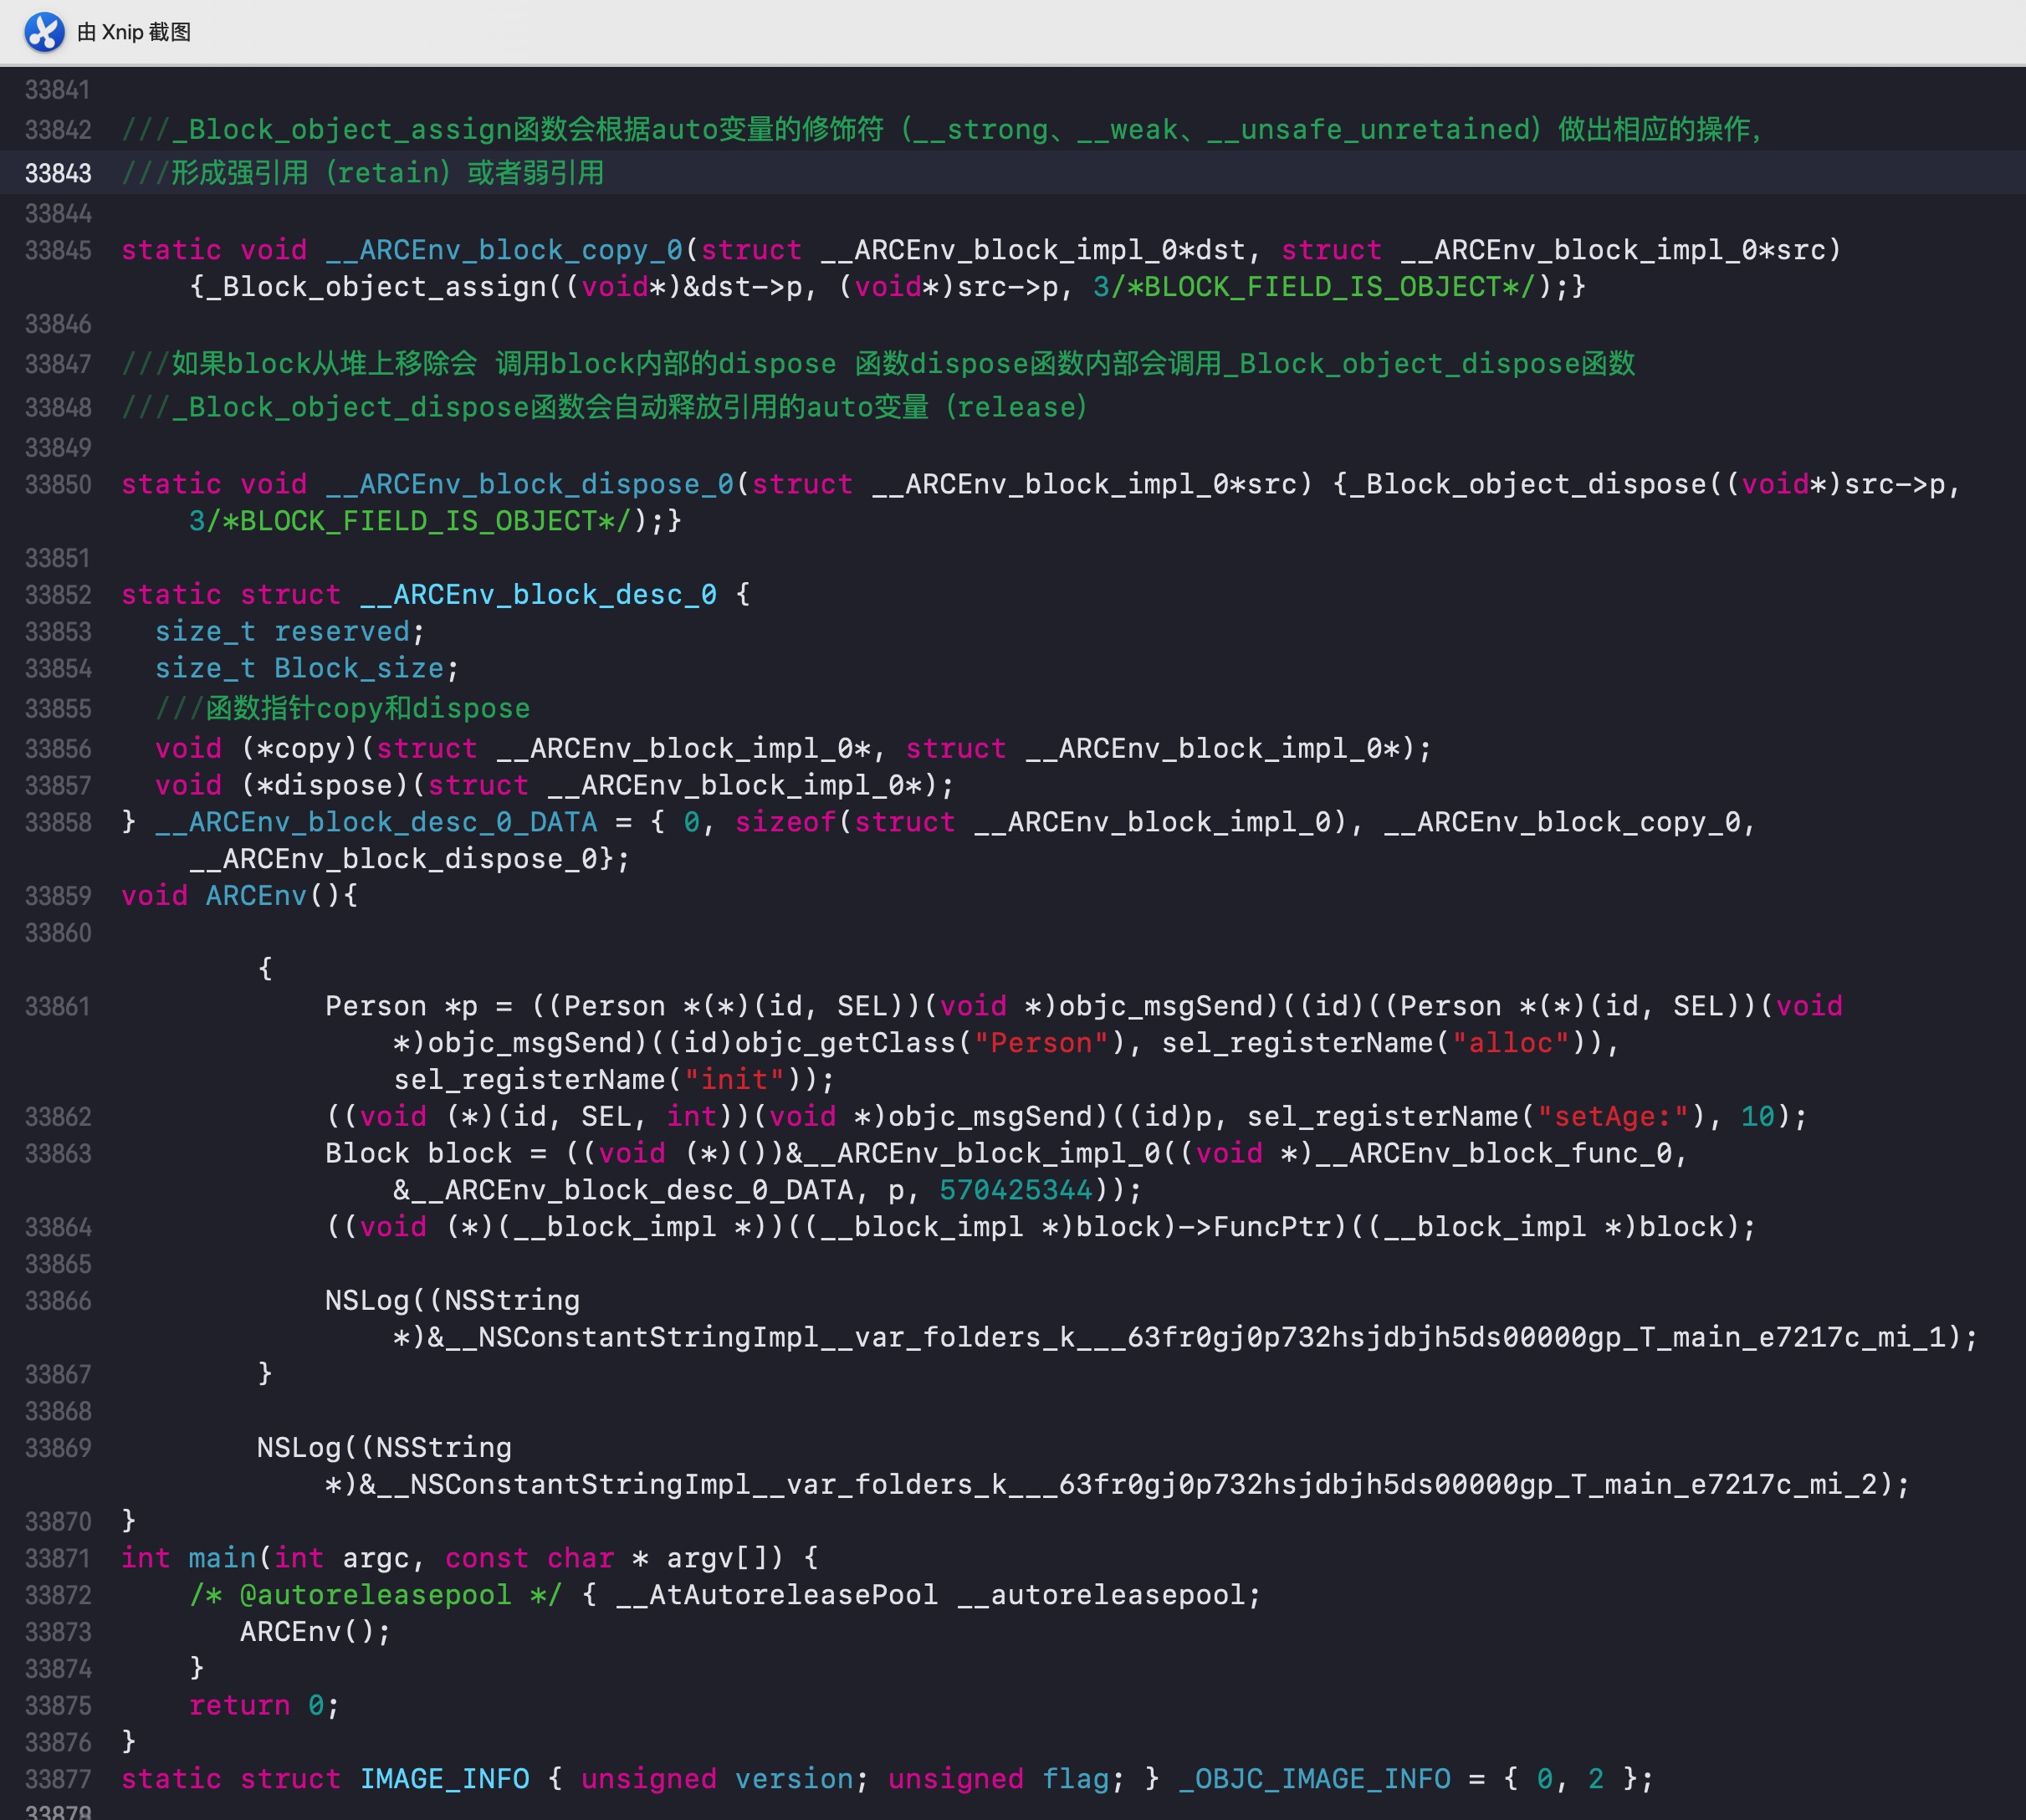 由 Xnip 截图
33841
33842 ///_Block_object_assign函数会根据auto变量的修饰符（__strong、__weak、__unsafe_unretained）做出相应的操作，
33843 ///形成强引用（retain）或者弱引用
33844
33845 static void __ARCEnv_block_copy_0(struct __ARCEnv_block_impl_0*dst, struct __ARCEnv_block_impl_0*src)
{_Block_object_assign((void*)&dst->p, (void*)src->p, 3/*BLOCK_FIELD_IS_OBJECT*/);}
33846
33847 ///如果block从堆上移除会 调用block内部的dispose 函数dispose函数内部会调用_Block_object_dispose函数
33848 ///_Block_object_dispose函数会自动释放引用的auto变量（release）
33849
33850 static void __ARCEnv_block_dispose_0(struct __ARCEnv_block_impl_0*src) {_Block_object_dispose((void*)src->p,
3/*BLOCK_FIELD_IS_OBJECT*/);}
33851
33852 static struct __ARCEnv_block_desc_0 {
33853 size_t reserved;
33854 size_t Block_size;
33855 ///函数指针copy和dispose
33856 void (*copy)(struct __ARCEnv_block_impl_0*, struct __ARCEnv_block_impl_0*);
33857 void (*dispose)(struct __ARCEnv_block_impl_0*);
33858 } __ARCEnv_block_desc_0_DATA = { 0, sizeof(struct __ARCEnv_block_impl_0), __ARCEnv_block_copy_0,
__ARCEnv_block_dispose_0};
33859 void ARCEnv(){
33860
{
33861 Person *p = ((Person *(*)(id, SEL))(void *)objc_msgSend)((id)((Person *(*)(id, SEL))(void
*)objc_msgSend)((id)objc_getClass("Person"), sel_registerName("alloc")),
sel_registerName("init"));
33862 ((void (*)(id, SEL, int))(void *)objc_msgSend)((id)p, sel_registerName("setAge:"), 10);
33863 Block block = ((void (*)())&__ARCEnv_block_impl_0((void *)__ARCEnv_block_func_0,
&__ARCEnv_block_desc_0_DATA, p, 570425344));
33864 ((void (*)(__block_impl *))((__block_impl *)block)->FuncPtr)((__block_impl *)block);
33865
33866 NSLog((NSString
*)&__NSConstantStringImpl__var_folders_k___63fr0gj0p732hsjdbjh5ds00000gp_T_main_e7217c_mi_1);
33867 }
33868
33869 NSLog((NSString
*)&__NSConstantStringImpl__var_folders_k___63fr0gj0p732hsjdbjh5ds00000gp_T_main_e7217c_mi_2);
33870 }
33871 int main(int argc, const char * argv[]) {
33872 /* @autoreleasepool */ { __AtAutoreleasePool __autoreleasepool;
33873 ARCEnv();
33874 }
33875 return 0;
33876 }
33877 static struct IMAGE_INFO { unsigned version; unsigned flag; } _OBJC_IMAGE_INFO = { 0, 2 };
33878